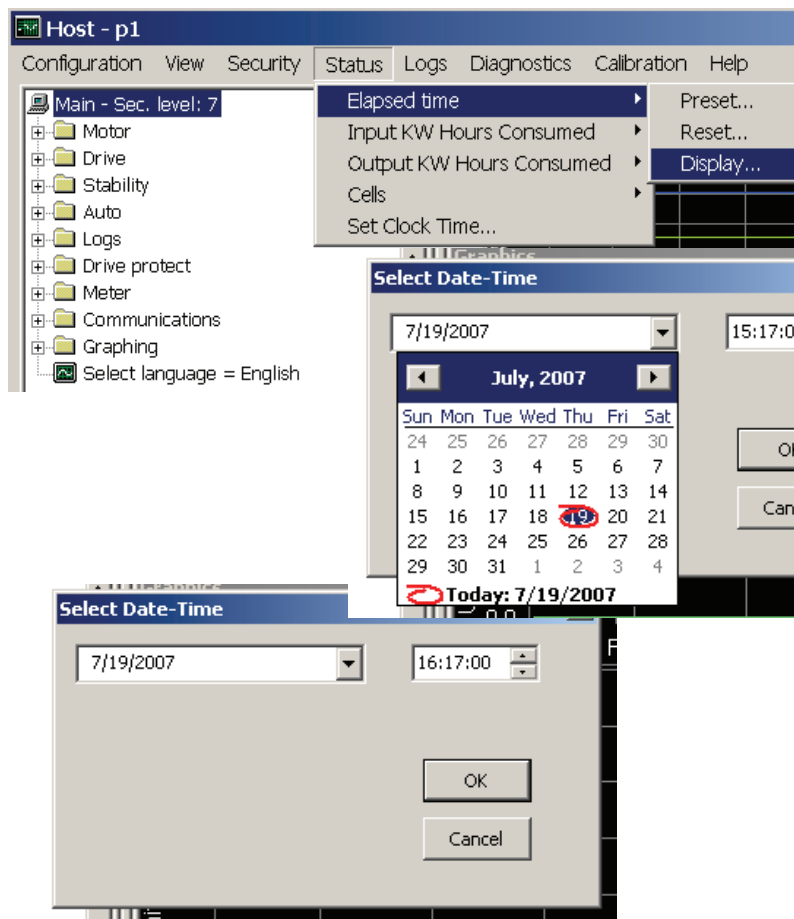 Host - p1
Configuration View Security Status Logs Diagnostics Calibration Help
Main - Sec. level: 7
Motor
Drive
Stability
Auto
Logs
Drive protect
Meter
Communications
Graphing
Select language = English
Elapsed time
Input KW Hours Consumed
Output KW Hours Consumed
Cells
Set Clock Time...
Preset...
Reset...
Display...
Graphics
Select Date-Time
7/19/2007
15:17:0
July, 2007
Sun Mon Tue Wed Thu Fri Sat
24 25 26 27 28 29 30
1 2 3 4 5 6 7
8 9 10 11 12 13 14
15 16 17 18 19 20 21
22 23 24 25 26 27 28
29 30 31 1 2 3 4
Today: 7/19/2007
Can
Select Date-Time
7/19/2007
16:17:00
OK
Cancel